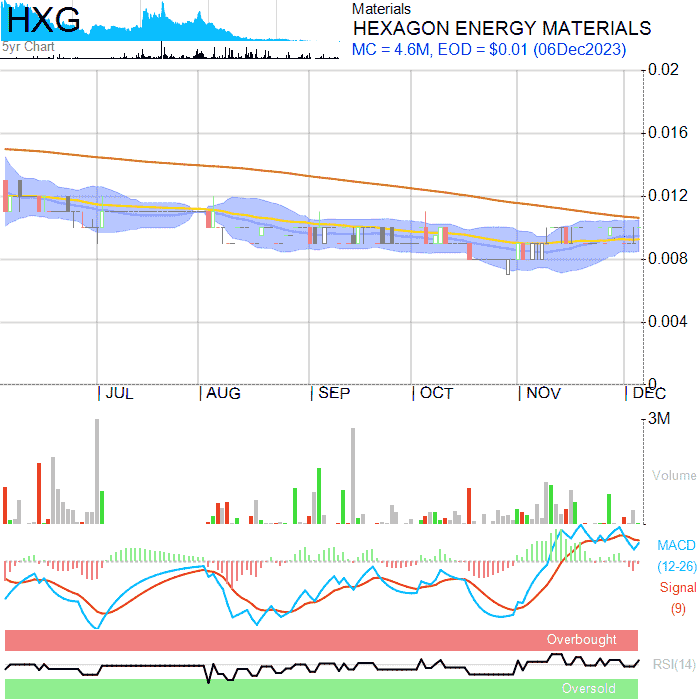 HXG
5yr Chart
Materials
HEXAGON ENERGY MATERIALS
MC = 4.6M, EOD = $0.01 (06Dec2023)
0.02
0.016
0.012
0.008
0.004
0
JUL
AUG
SEP
OCT
NOV
DEC
3M
Volume
MACD
(12-26)
Signal
(9)
Overbought
RSI(14)
Oversold